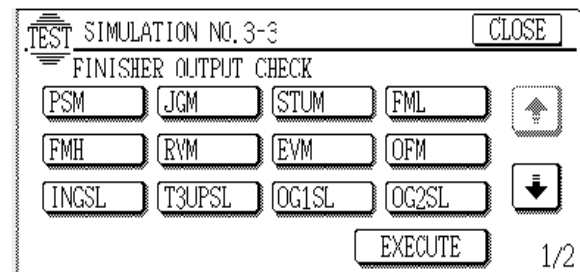 TEST SIMULATION NO.3-3 CLOSE
FINISHER OUTPUT CHECK
PSM JGM STUM FML
FMH RVM EVM OFM
INGSL T3UPSL OG1SL OG2SL
EXECUTE 1/2